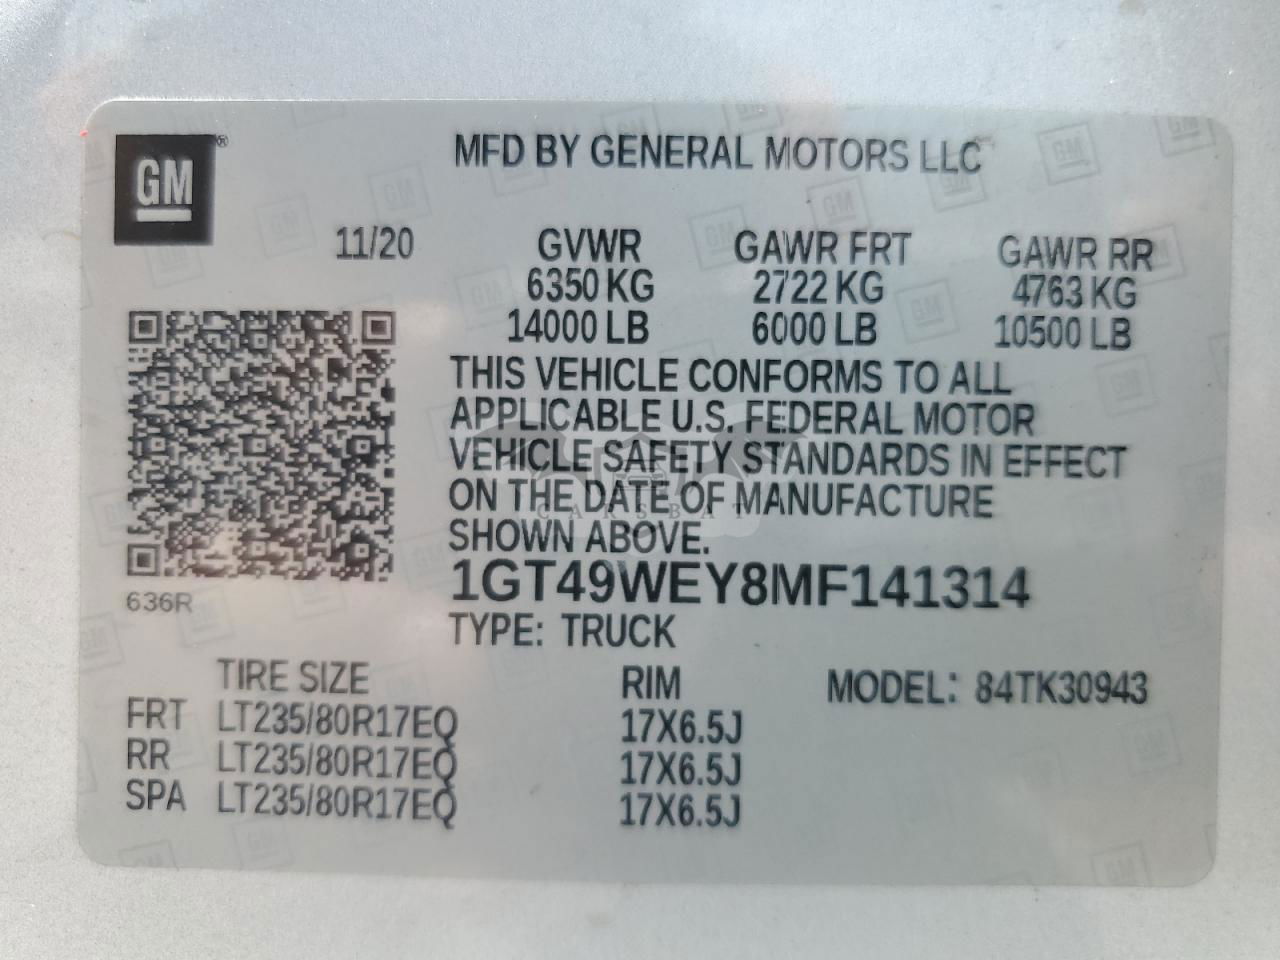 GM
MFD BY GENERAL MOTORS LLC
11/20 GVWR GAWR FRT GAWR RR
6350 KG 2722 KG 4763 KG
14000 LB 6000 LB 10500 LB
THIS VEHICLE CONFORMS TO ALL
APPLICABLE U.S. FEDERAL MOTOR
VEHICLE SAFETY STANDARDS IN EFFECT
ON THE DATE OF MANUFACTURE
CARSBAT
SHOWN ABOVE.
1GT49WEY8MF141314
636R
TYPE: TRUCK
TIRE SIZE RIM MODEL: 84TK30943
FRT LT235/80R17EQ 17X6.5J
RR LT235/80R17EQ 17X6.5J
SPA LT235/80R17EQ 17X6.5J